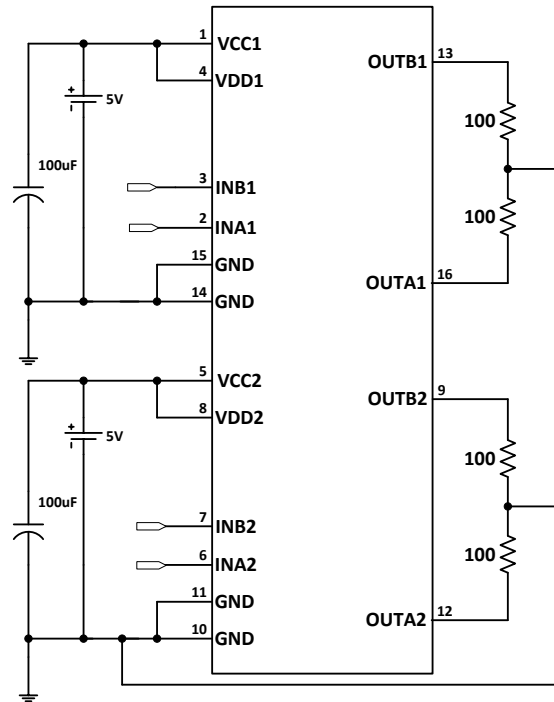 1
VCC1
4
VDD1
+
5V
100uF
3
INB1
2
INA1
15
GND
14
GND
OUTB1
13
100
100
OUTA1
16
5
VCC2
8
VDD2
+
5V
100uF
7
INB2
6
INA2
11
GND
10
GND
OUTB2
9
100
100
OUTA2
12